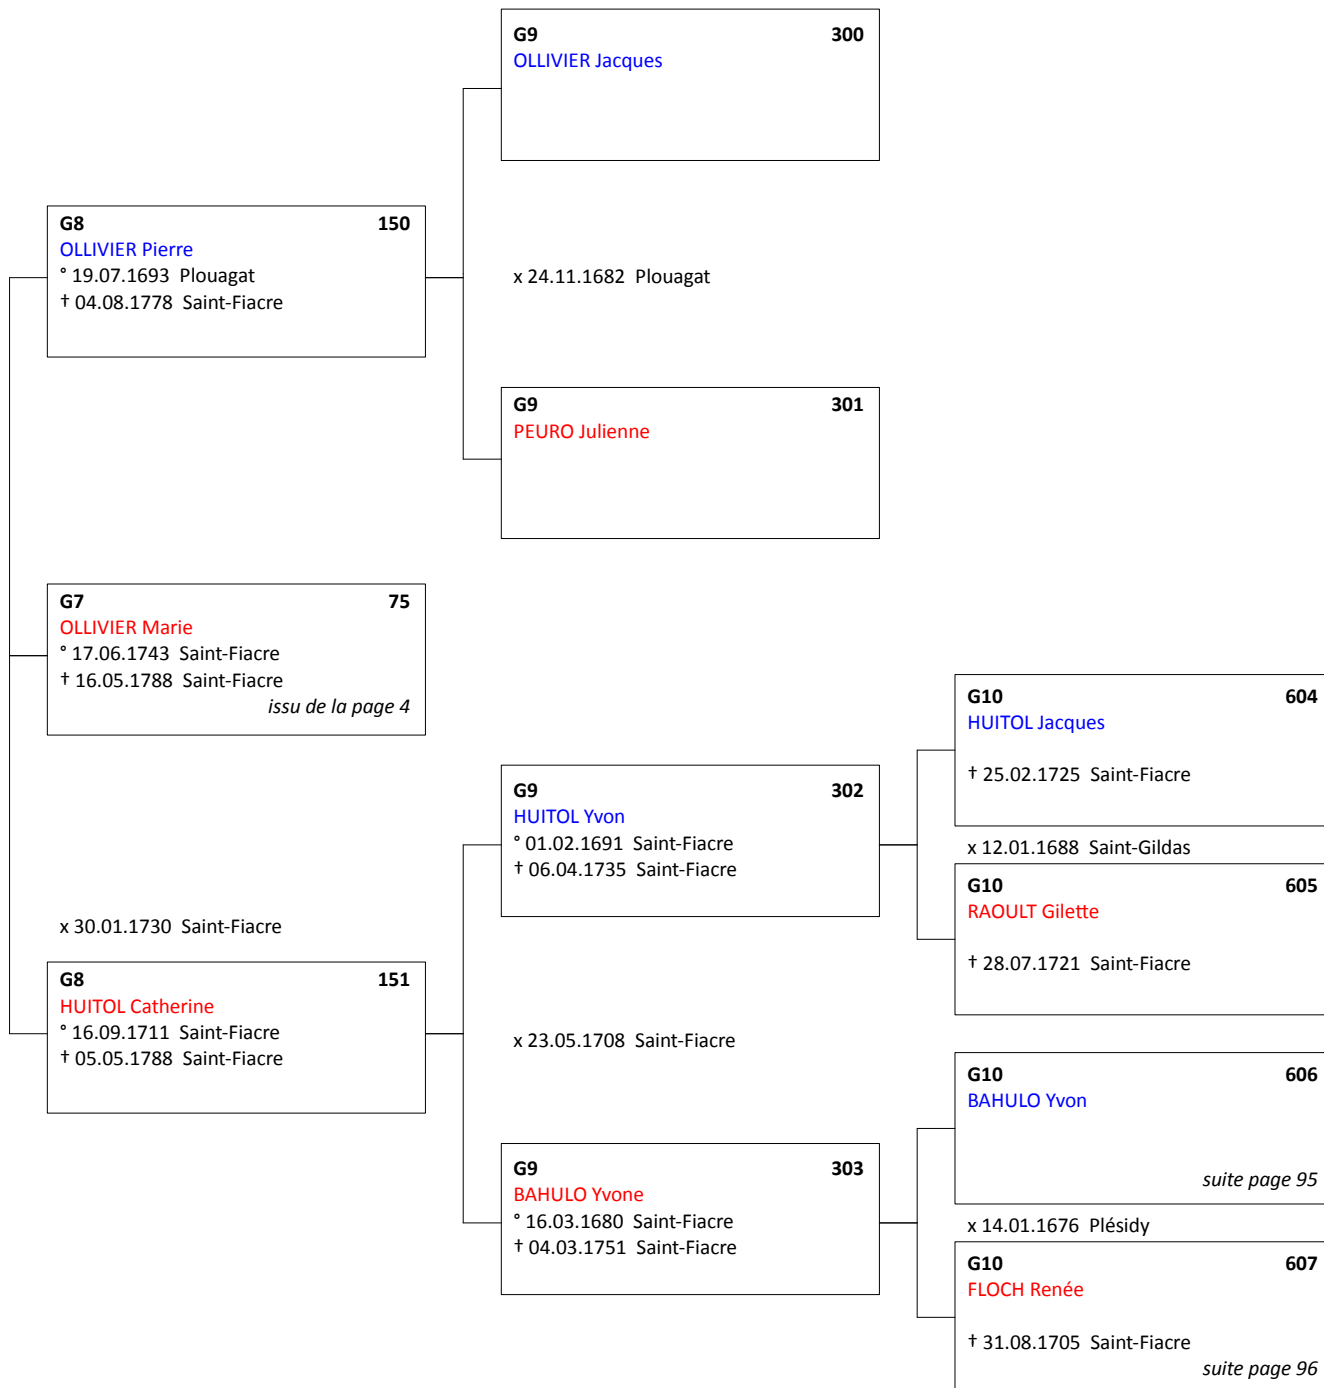 G9 300
OLLIVIER Jacques
G8 150
OLLIVIER Pierre
° 19.07.1693 Plouagat
† 04.08.1778 Saint-Fiacre
x 24.11.1682 Plouagat
G9 301
PEURO Julienne
G7 75
OLLIVIER Marie
° 17.06.1743 Saint-Fiacre
† 16.05.1788 Saint-Fiacre
issu de la page 4
G10 604
HUITOL Jacques
† 25.02.1725 Saint-Fiacre
G9 302
HUITOL Yvon
° 01.02.1691 Saint-Fiacre
† 06.04.1735 Saint-Fiacre
x 12.01.1688 Saint-Gildas
G10 605
RAOULT Gilette
† 28.07.1721 Saint-Fiacre
x 30.01.1730 Saint-Fiacre
G8 151
HUITOL Catherine
° 16.09.1711 Saint-Fiacre
† 05.05.1788 Saint-Fiacre
x 23.05.1708 Saint-Fiacre
G10 606
BAHULO Yvon
suite page 95
G9 303
BAHULO Yvone
° 16.03.1680 Saint-Fiacre
† 04.03.1751 Saint-Fiacre
x 14.01.1676 Plésidy
G10 607
FLOCH Renée
† 31.08.1705 Saint-Fiacre
suite page 96